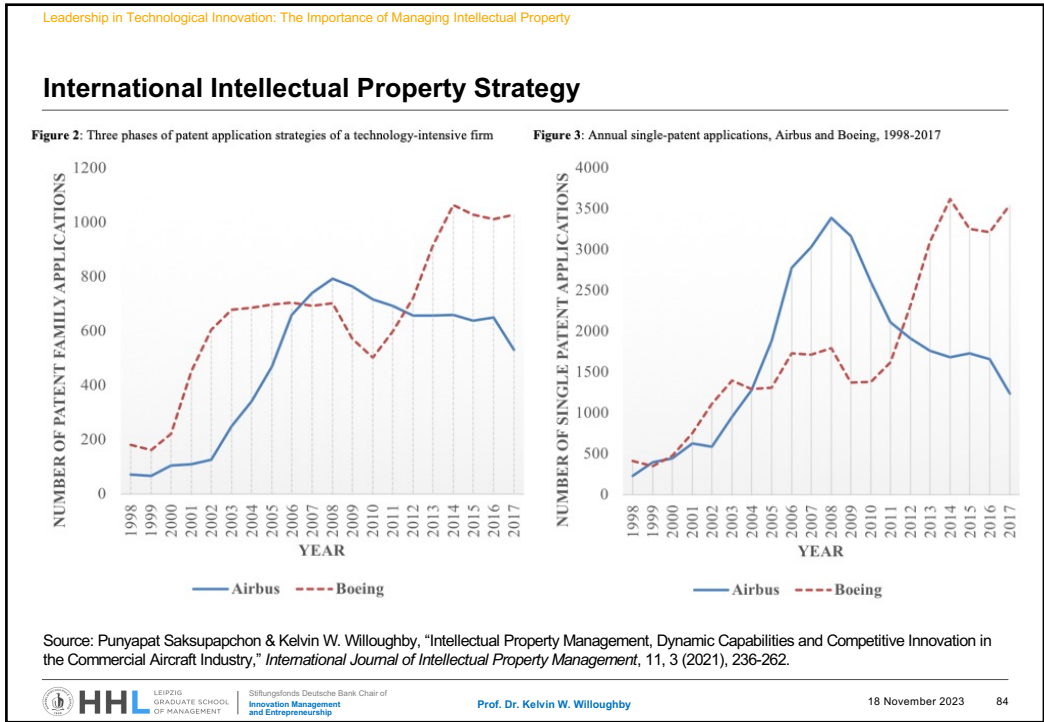 Leadership in Technological Innovation: The Importance of Managing Intellectual Property
International Intellectual Property Strategy
Figure 2: Three phases of patent application strategies of a technology-intensive firm
NUMBER OF PATENT FAMILY APPLICATIONS
1200
1000
800
600
400
200
0
1998 1999 2000 2001 2002 2003 2004 2005 2006 2007 2008 2009 2010 2011 2012 2013 2014 2015 2016 2017
YEAR
Airbus Boeing
Figure 3: Annual single-patent applications, Airbus and Boeing, 1998-2017
NUMBER OF SINGLE PATENT APPLICATIONS
4000
3500
3000
2500
2000
1500
1000
500
0
1998 1999 2000 2001 2002 2003 2004 2005 2006 2007 2008 2009 2010 2011 2012 2013 2014 2015 2016 2017
YEAR
Airbus Boeing
Source: Punyapat Saksupapchon & Kelvin W. Willoughby, “Intellectual Property Management, Dynamic Capabilities and Competitive Innovation in
the Commercial Aircraft Industry,” International Journal of Intellectual Property Management, 11, 3 (2021), 236-262.
HHL
LEIPZIG
GRADUATE SCHOOL
OF MANAGEMENT
Stiftungsfonds Deutsche Bank Chair of
Innovation Management
and Entrepreneurship
Prof. Dr. Kelvin W. Willoughby
18 November 2023
84